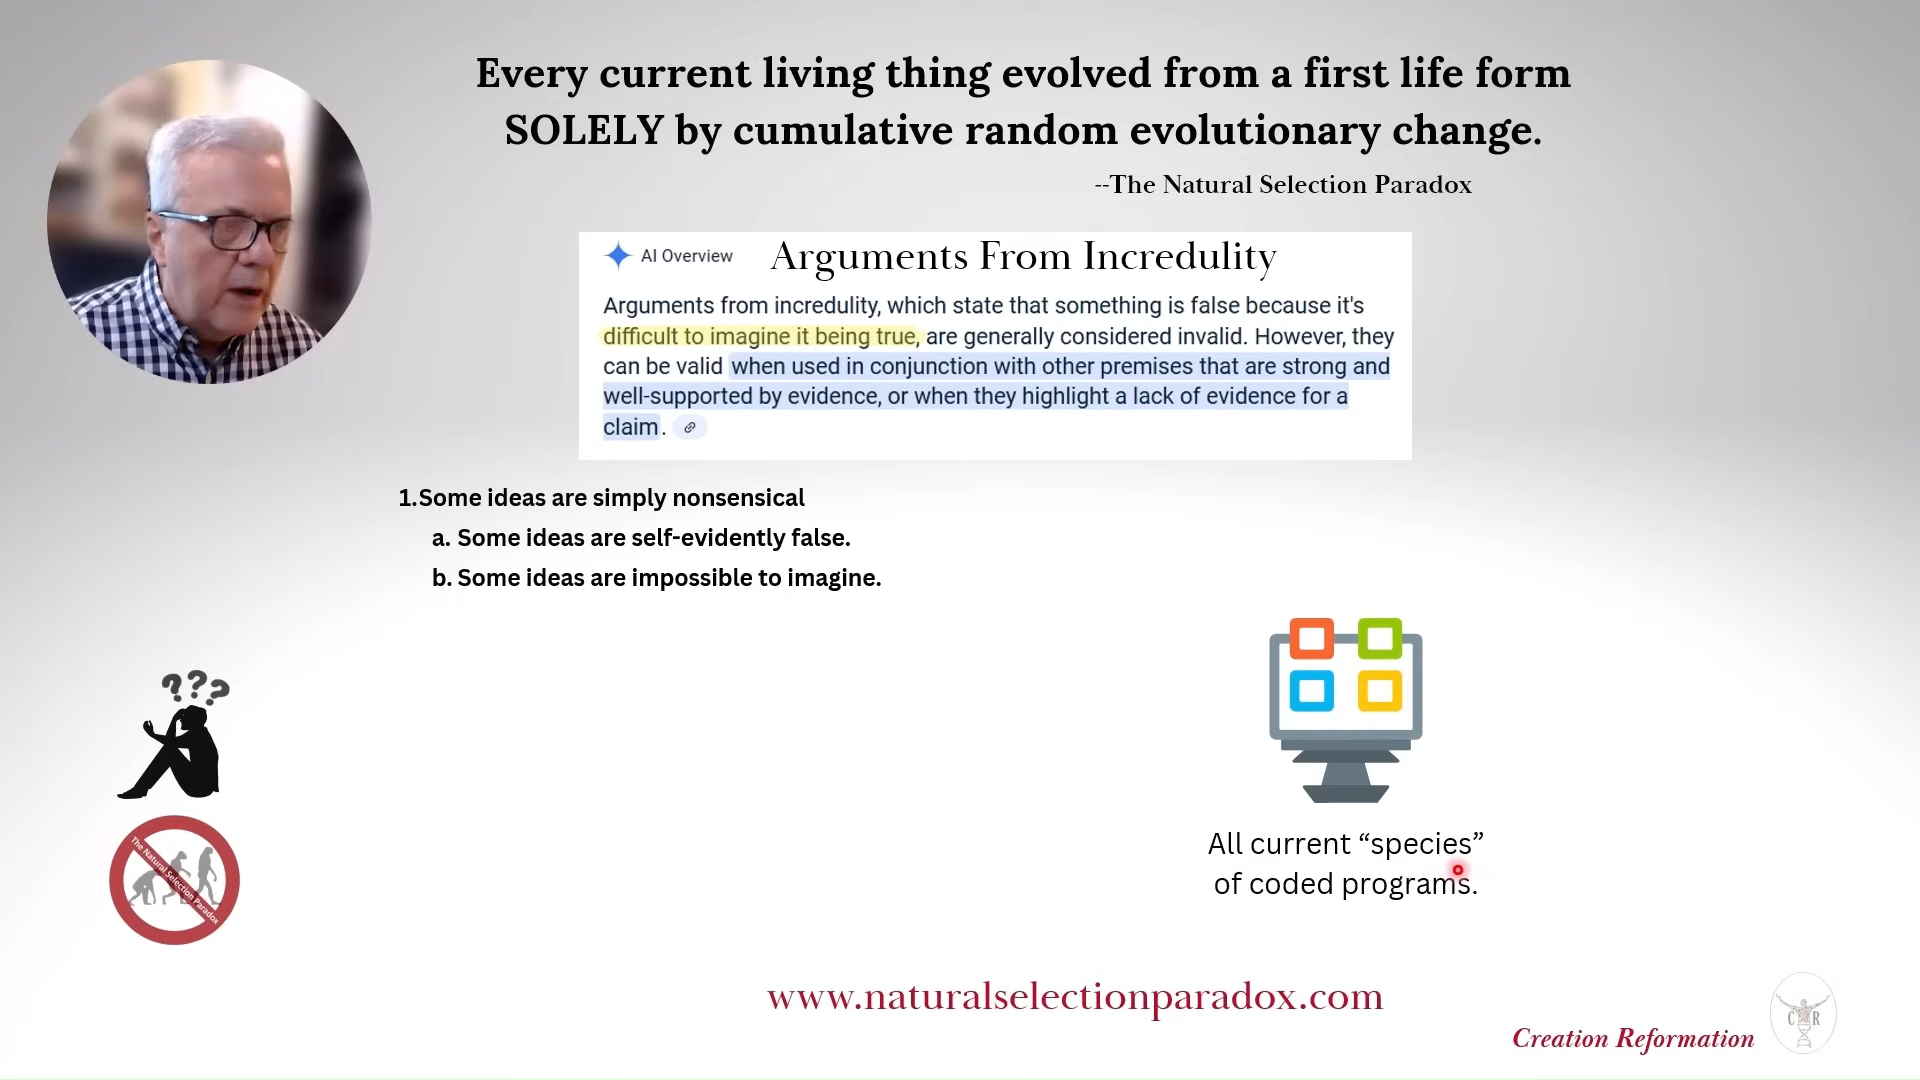 Every current living thing evolved from a first life form
SOLELY by cumulative random evolutionary change.
--The Natural Selection Paradox
AI Overview
Arguments From Incredulity
Arguments from incredulity, which state that something is false because it's
difficult to imagine it being true, are generally considered invalid. However, they
can be valid when used in conjunction with other premises that are strong and
well-supported by evidence, or when they highlight a lack of evidence for a
claim.
1.Some ideas are simply nonsensical
a. Some ideas are self-evidently false.
b. Some ideas are impossible to imagine.
???
The Natural Selection Paradox
All current “species”
of coded programs.
www.naturalselectionparadox.com
Creation Reformation
C R